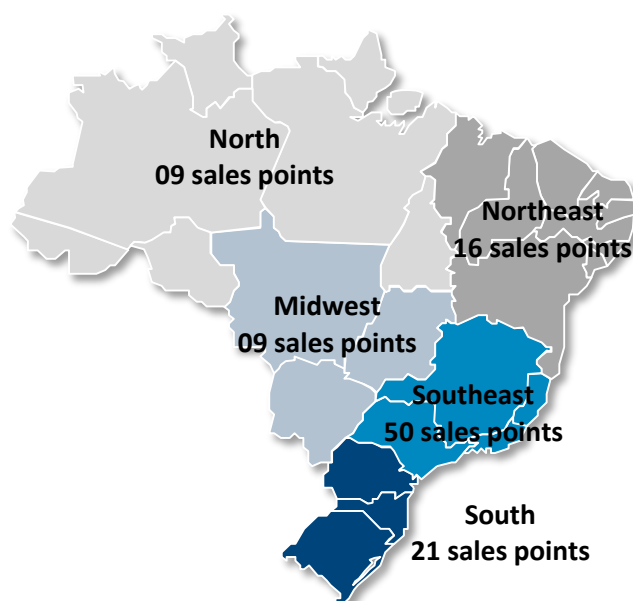 North
09 sales points
Northeast
16 sales points
Midwest
09 sales points
Southeast
50 sales points
South
21 sales points